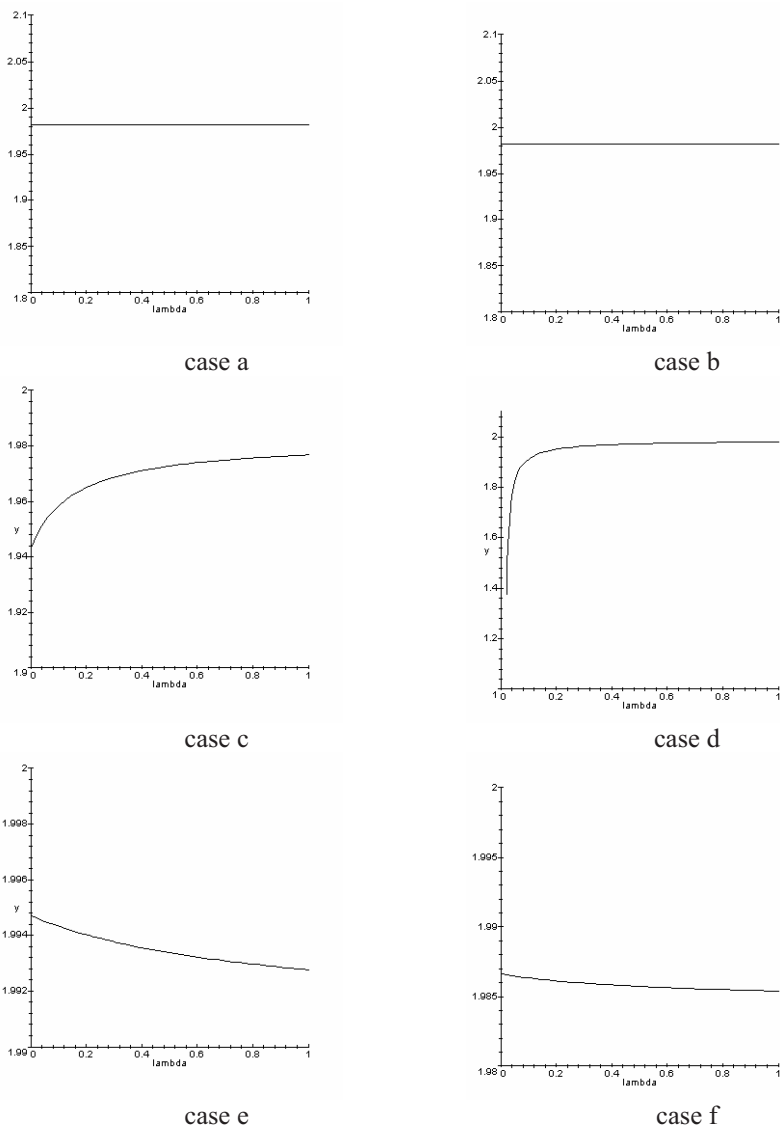 2.1
2.05
2
1.95
1.9
1.85
1.8 0 0.2 0.4 0.6 0.8 1
lambda
case a
2.1
2.05
2
1.95
1.9
1.85
1.8 0 0.2 0.4 0.6 0.8 1
lambda
case b
2
1.98
1.96
y
1.94
1.92
1.9 0 0.2 0.4 0.6 0.8 1
lambda
case c
2
1.8
1.6
y
1.4
1.2
1 0 0.2 0.4 0.6 0.8 1
lambda
case d
2
1.998
1.996
y
1.994
1.992
1.99 0 0.2 0.4 0.6 0.8 1
lambda
case e
2
1.995
1.99
1.985
1.98 0 0.2 0.4 0.6 0.8 1
lambda
case f